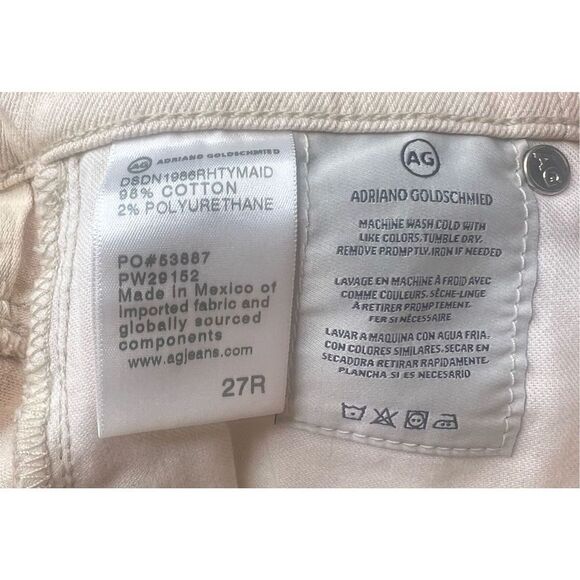 AG ADRIANO GOLDSCHMIED
DSDN1986RHTYMAID
98% COTTON
2% POLYURETHANE
PO#53887
PW29152
Made in Mexico of
imported fabric and
globally sourced
components
www.agjeans.com
27R
AG
ADRIANO GOLDSCHMIED
MACHINE WASH COLD WITH
LIKE COLORS. TUMBLE DRY.
REMOVE PROMPTLY. IRON IF NEEDED
LAVAGE EN MACHINE À FROID AVEC
COMME COULEURS. SÈCHE-LINGE
À RETIRER PROMPTEMENT.
FER SI NÉCESSAIRE
LAVAR A MAQUINA CON AGUA FRIA.
CON COLORES SIMILARES. SECAR EN
SECADORA RETIRAR RAPIDAMENTE.
PLANCHA SI ES NECESARIO
AG